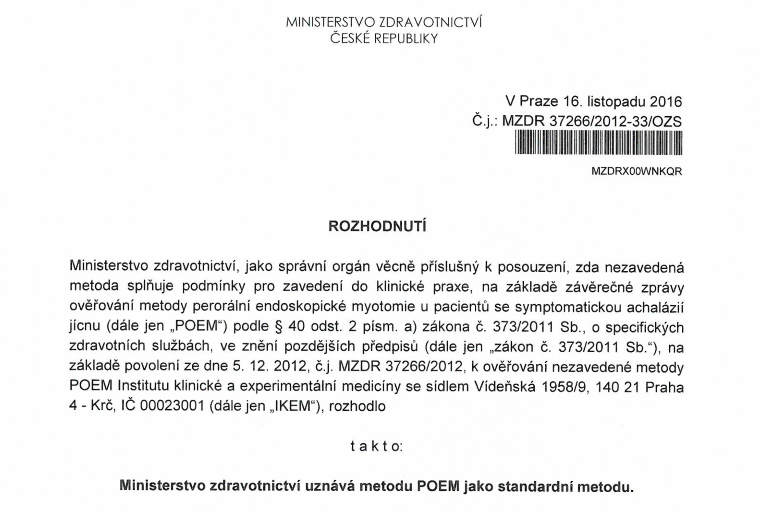 MINISTERSTVO ZDRAVOTNICTVÍ
ČESKÉ REPUBLIKY
V Praze 16. listopadu 2016
Č.j.: MZDR 37266/2012-33/OZS
MZDRX00WNKQR
ROZHODNUTÍ
Ministerstvo zdravotnictví, jako správní orgán věcně příslušný k posouzení, zda nezavedená
metoda splňuje podmínky pro zavedení do klinické praxe, na základě závěrečné zprávy
ověřování metody perorální endoskopické myotomie u pacientů se symptomatickou achalázií
jícnu (dále jen „POEM") podle § 40 odst. 2 písm. a) zákona č. 373/2011 Sb., o specifických
zdravotních službách, ve znění pozdějších předpisů (dále jen „zákon č. 373/2011 Sb."), na
základě povolení ze dne 5. 12. 2012, č.j. MZDR 37266/2012, k ověřování nezavedené metody
POEM Institutu klinické a experimentální medicíny se sídlem Vídeňská 1958/9, 140 21 Praha
4 - Krč, IČ 00023001 (dále jen „IKEM"), rozhodlo
t a k t o:
Ministerstvo zdravotnictví uznává metodu POEM jako standardní metodu.